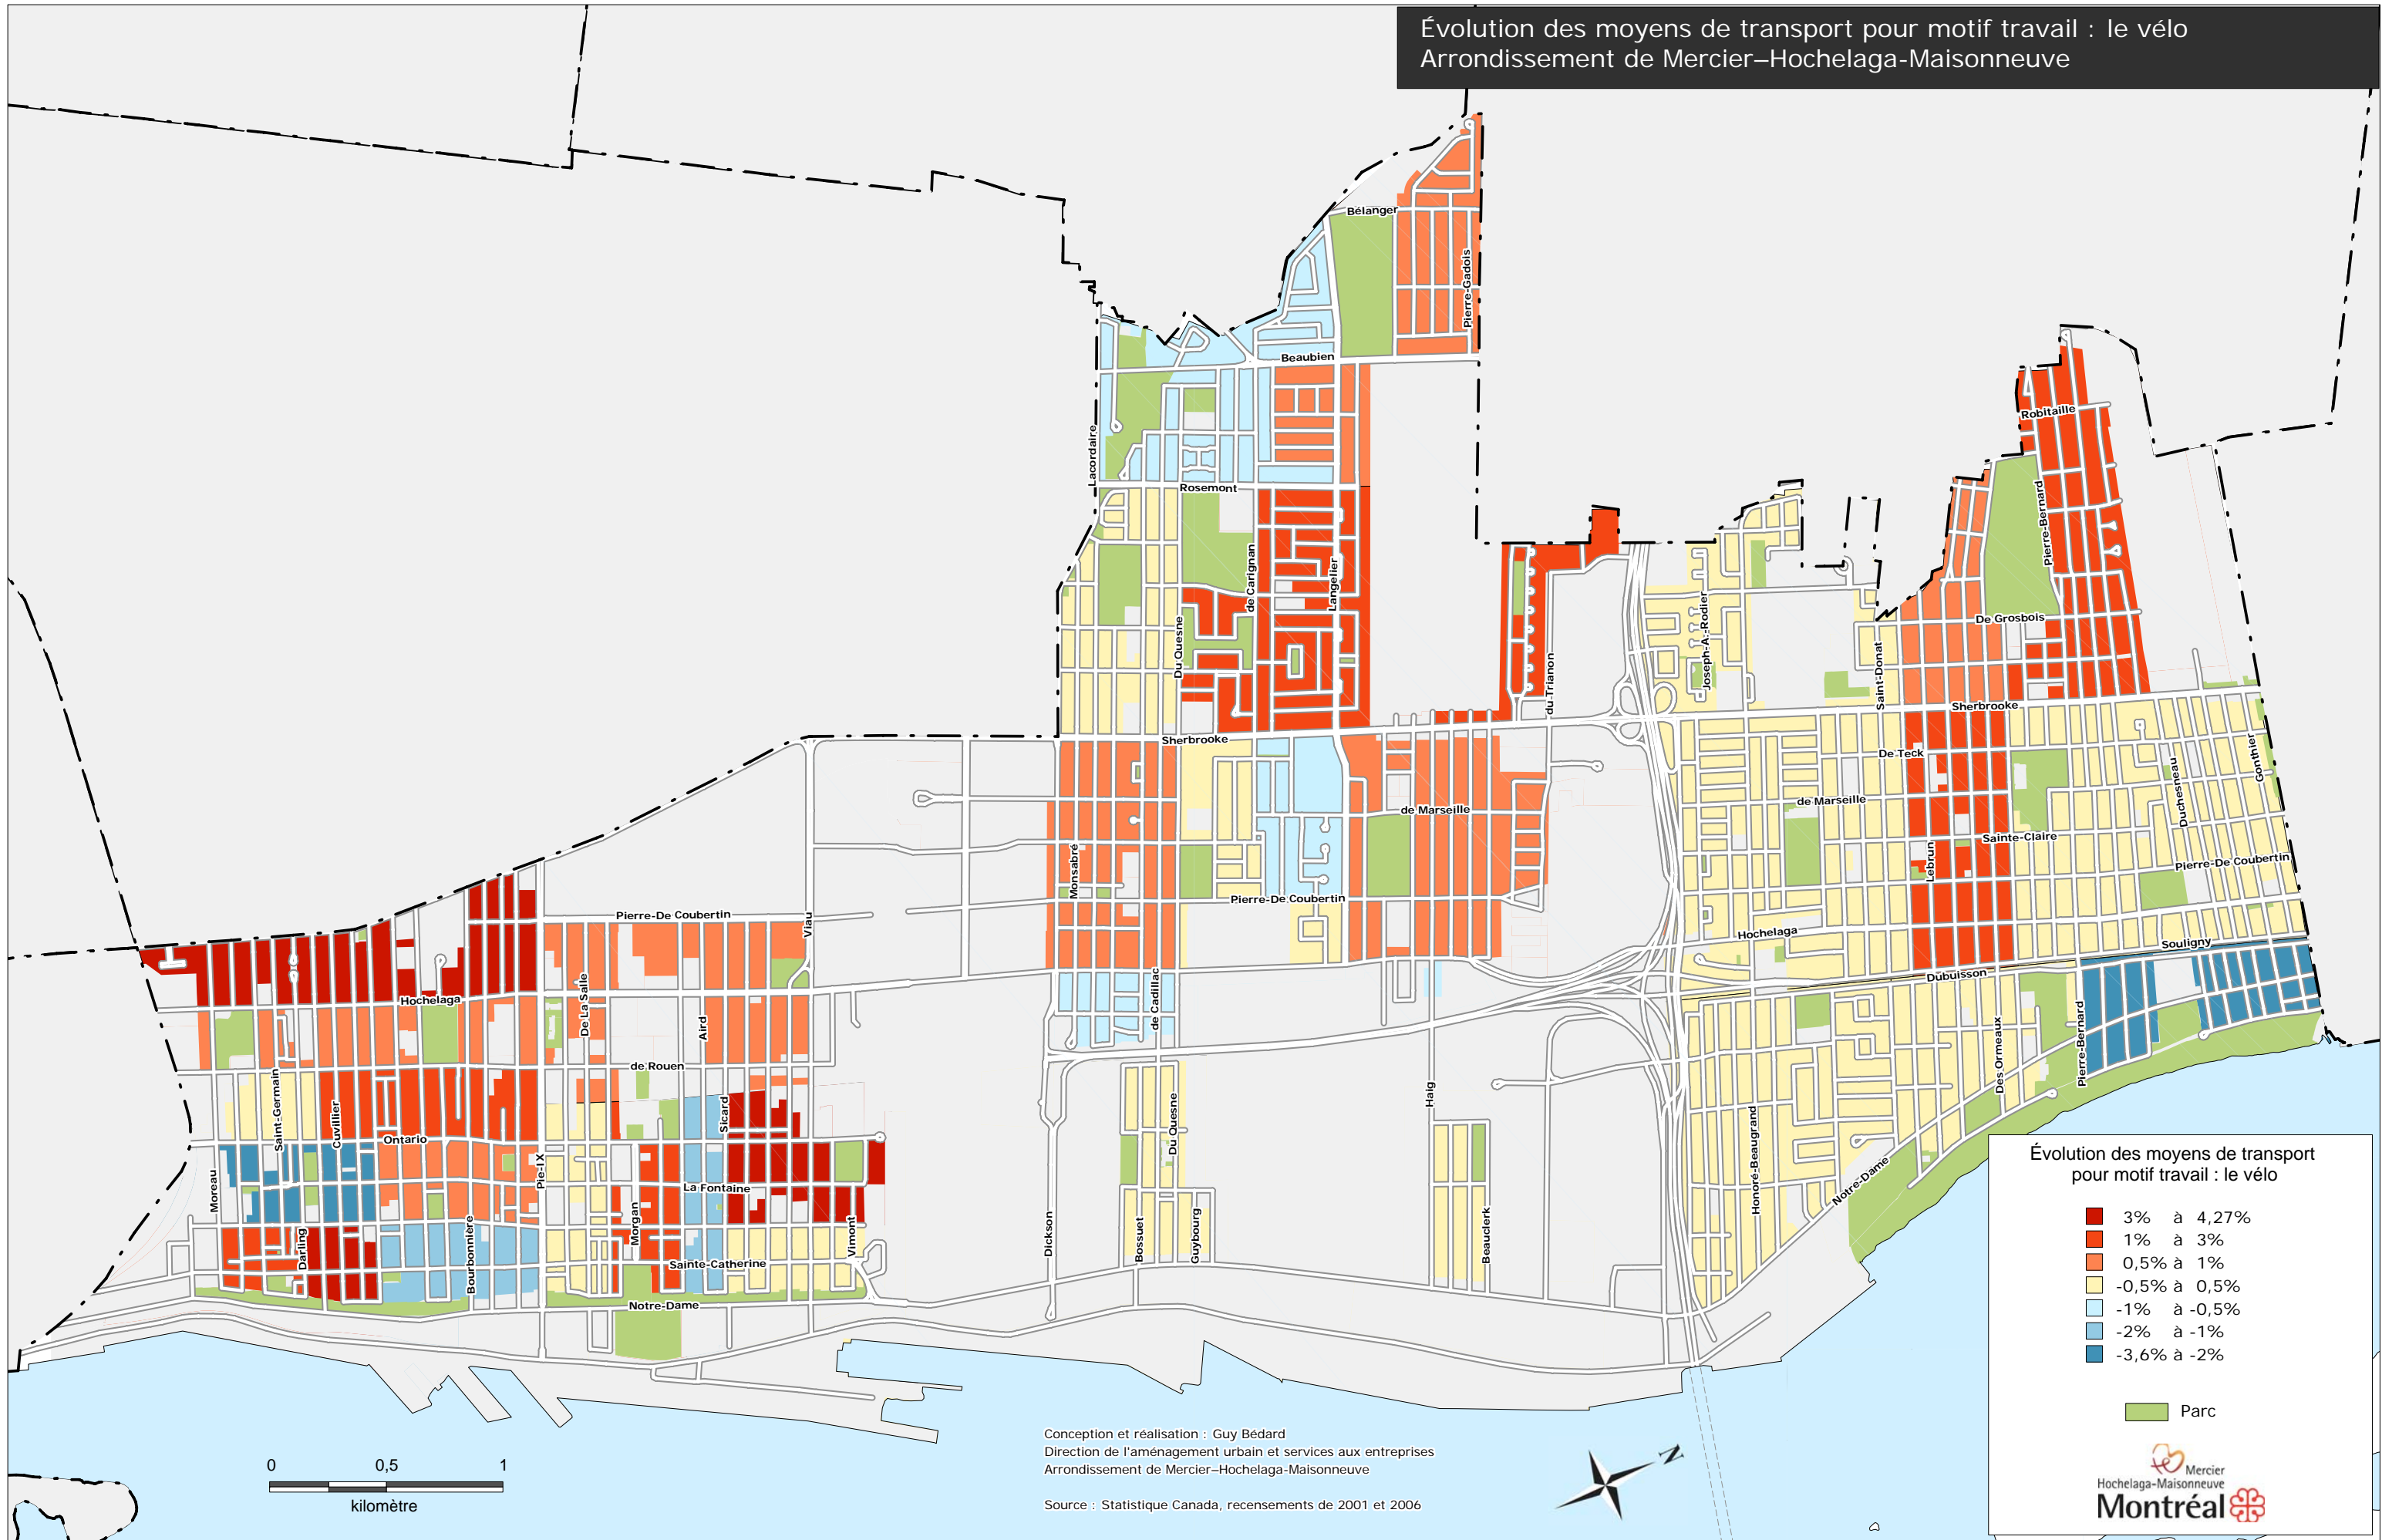 Évolution des moyens de transport pour motif travail : le vélo
Arrondissement de Mercier–Hochelaga-Maisonneuve
Bélanger
Pierre-Gadois
Beaubien
Lacordaire
Rosemont
de Carignan
Langelier
Du Quesne
Sherbrooke
du Trianon
Joseph-A.-Rodier
Saint-Donat
Robitaille
Pierre-Bernard
De Grosbois
Sherbrooke
De Teck
de Marseille
de Marseille
Lebrun
Sainte-Claire
Duchesneau
Gonthier
Pierre-De Coubertin
Monsabré
Pierre-De Coubertin
Pierre-De Coubertin
Viau
Hochelaga
Souligny
Dubuisson
Hochelaga
De La Salle
Aird
de Cadillac
de Rouen
Saint-Germain
Cuvillier
Ontario
Sicard
Moreau
Pie-IX
La Fontaine
Morgan
Darling
Bourbonnière
Sainte-Catherine
Vimont
Notre-Dame
Dickson
Bossuet
Du Quesne
Guybourg
Haig
Beauclerk
Honoré-Beaugrand
Des Ormeaux
Pierre-Bernard
Notre-Dame
Évolution des moyens de transport
pour motif travail : le vélo
3% à 4,27%
1% à 3%
0,5% à 1%
-0,5% à 0,5%
-1% à -0,5%
-2% à -1%
-3,6% à -2%
Parc
Mercier
Hochelaga-Maisonneuve
Montréal
0 0,5 1
kilomètre
Conception et réalisation : Guy Bédard
Direction de l'aménagement urbain et services aux entreprises
Arrondissement de Mercier–Hochelaga-Maisonneuve
Source : Statistique Canada, recensements de 2001 et 2006
N